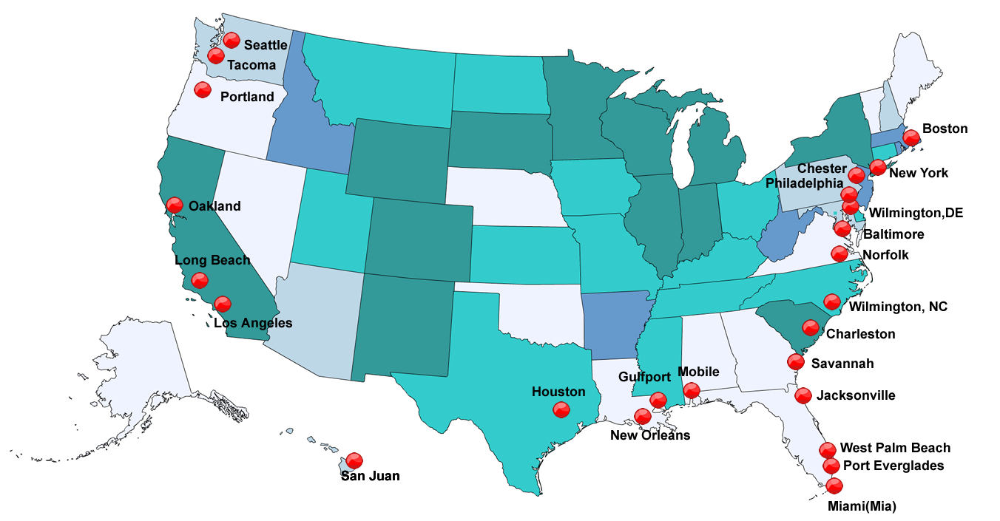 Seattle
Tacoma
Portland
Boston
Chester
New York
Philadelphia
Oakland
Wilmington,DE
Baltimore
Norfolk
Long Beach
Wilmington, NC
Los Angeles
Charleston
Savannah
Gulfport
Mobile
Houston
Jacksonville
New Orleans
West Palm Beach
Port Everglades
San Juan
Miami(Mia)